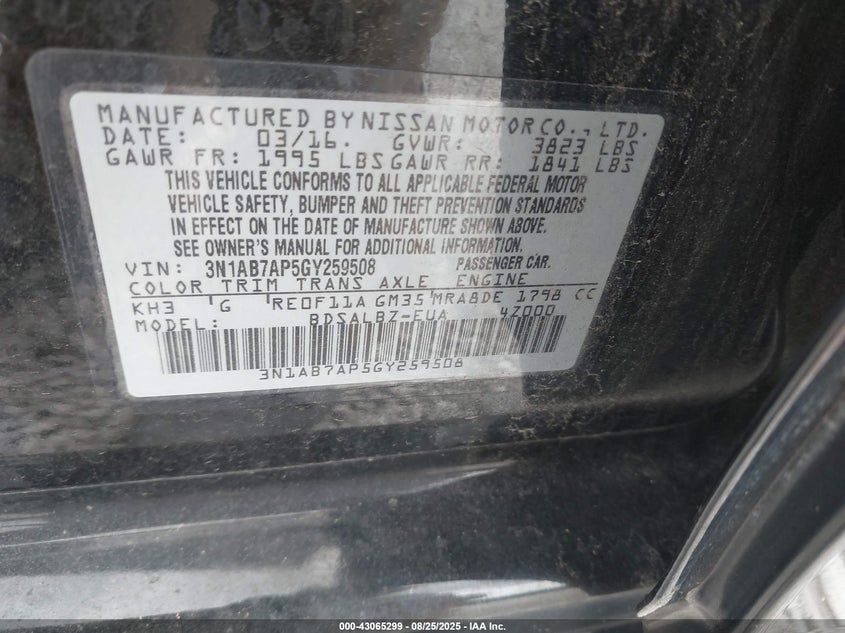 MANUFACTURED BY NISSAN MOTOR CO., LTD.
DATE: 03/16. GVWR: 3823 LBS
GAWR FR: 1995 LBS GAWR RR: 1841 LBS
THIS VEHICLE CONFORMS TO ALL APPLICABLE FEDERAL MOTOR
VEHICLE SAFETY, BUMPER AND THEFT PREVENTION STANDARDS
IN EFFECT ON THE DATE OF MANUFACTURE SHOWN ABOVE.
SEE OWNER'S MANUAL FOR ADDITIONAL INFORMATION.
VIN: 3N1AB7AP5GY259508 PASSENGER CAR.
COLOR TRIM TRANS AXLE ENGINE
KH3 G RE0F11A GM35 MRA8DE 1798 CC
MODEL: BDSALBZ-EUA 4Z000
3N1AB7AP5GY259508
000-43065299 - 08/25/2025 - IAA Inc.